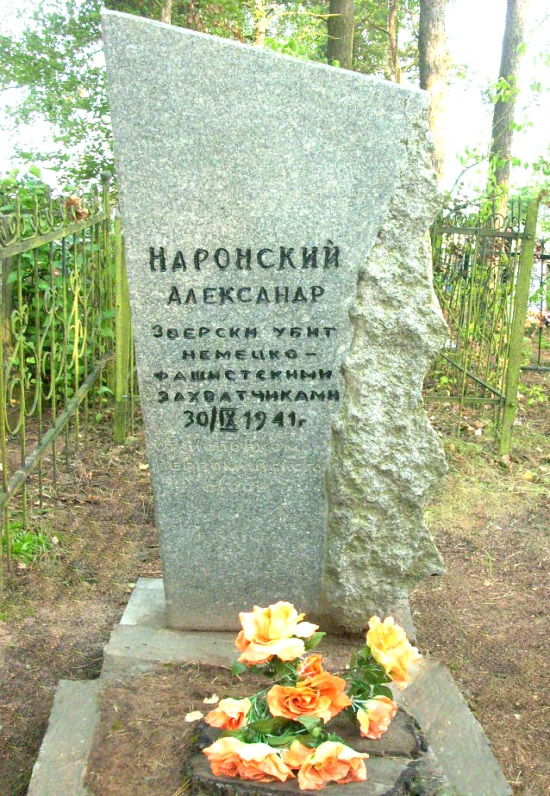 НАРОНСКИЙ
АЛЕКСАНДР
ЗВЕРСКИ УБИТ
НЕМЕЦКО-
ФАШИСТСКИМИ
ЗАХВАТЧИКАМИ
30/IX 1941г